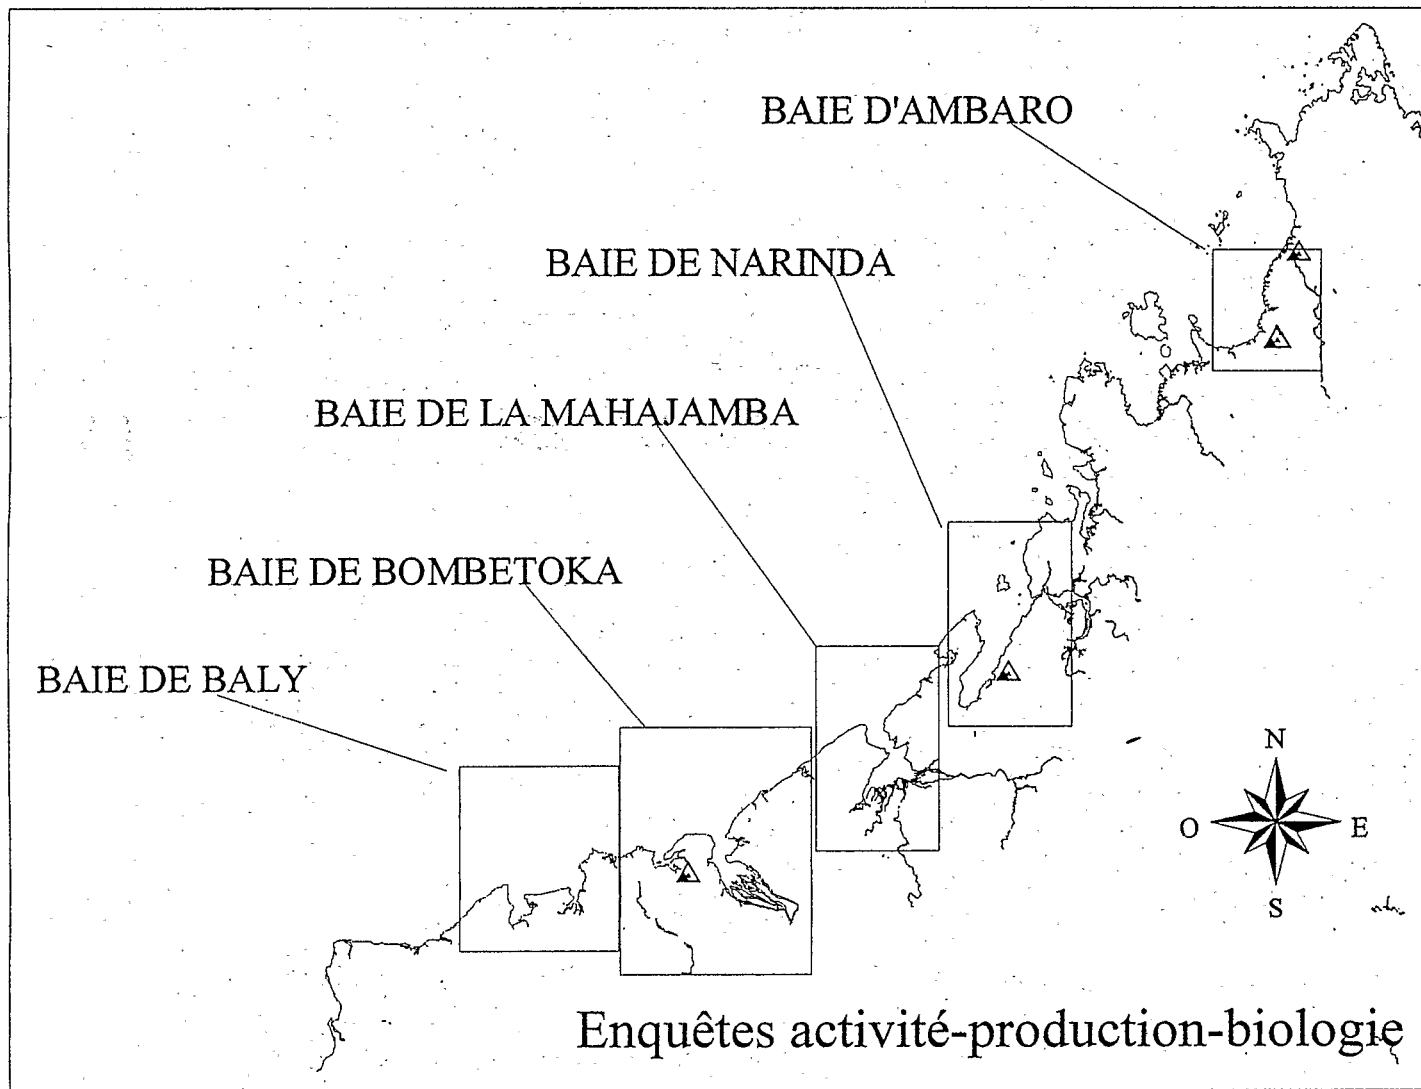 BAIE D'AMBARO
BAIE DE NARINDA
BAIE DE LA MAHAJAMBA
BAIE DE BOMBETOKA
BAIE DE BALY
N
O E
S
Enquêtes activité-production-biologie